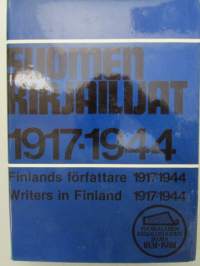 SUOMEN
KIRJAILIJAT
1917-1944
Finlands författare 1917-1944
Writers in Finland 1917-1944